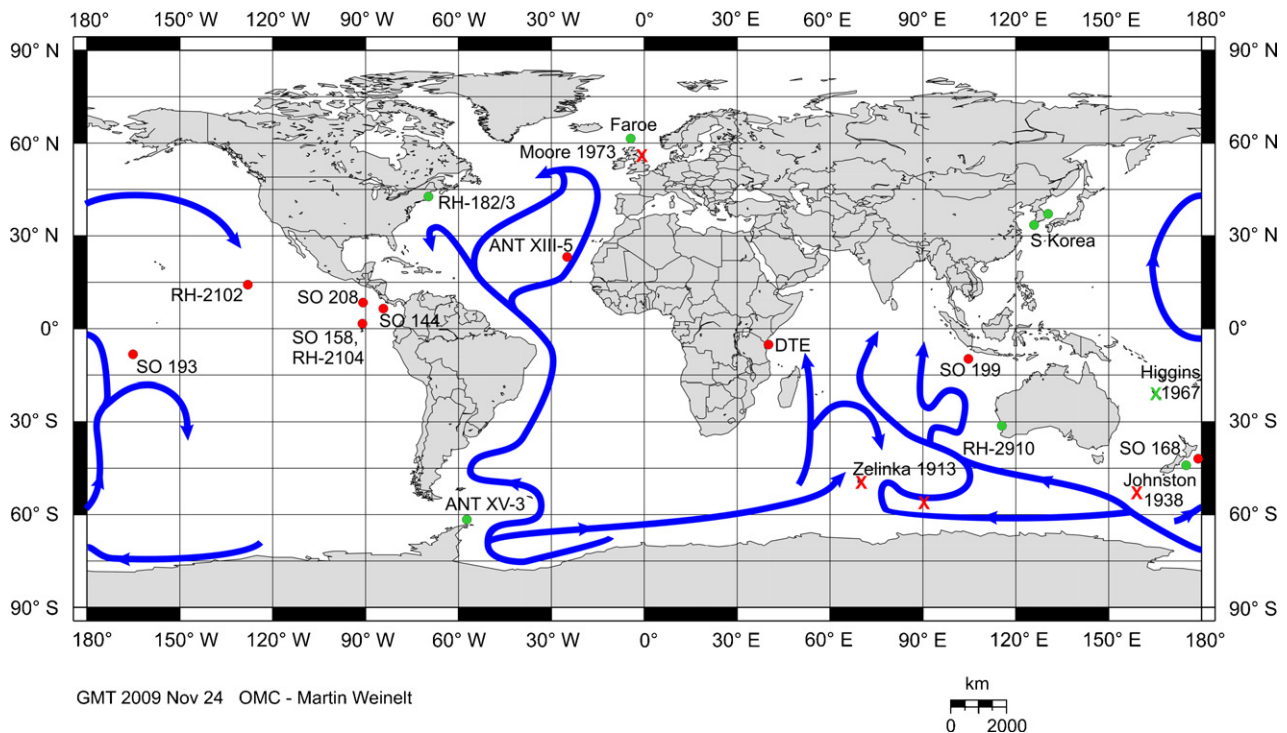 180° 150° W 120° W 90° W 60° W 30° W 0° 30° E 60° E 90° E 120° E 150° E 180°
90° N 90° N
60° N 60° N
30° N 30° N
0° 0°
30° S 30° S
60° S 60° S
90° S 90° S
Faroe
Moore 1973 X
RH-182/3
ANT XIII-5
S Korea
RH-2102
SO 208
SO 144
SO 158,
RH-2104
SO 193
DTE
SO 199
Higgins
X 1967
RH-2910
SO 168
Zelinka 1913
X X
Johnston
X 1938
ANT XV-3
180° 150° W 120° W 90° W 60° W 30° W 0° 30° E 60° E 90° E 120° E 150° E 180°
GMT 2009 Nov 24 OMC - Martin Weinelt
km
0 2000